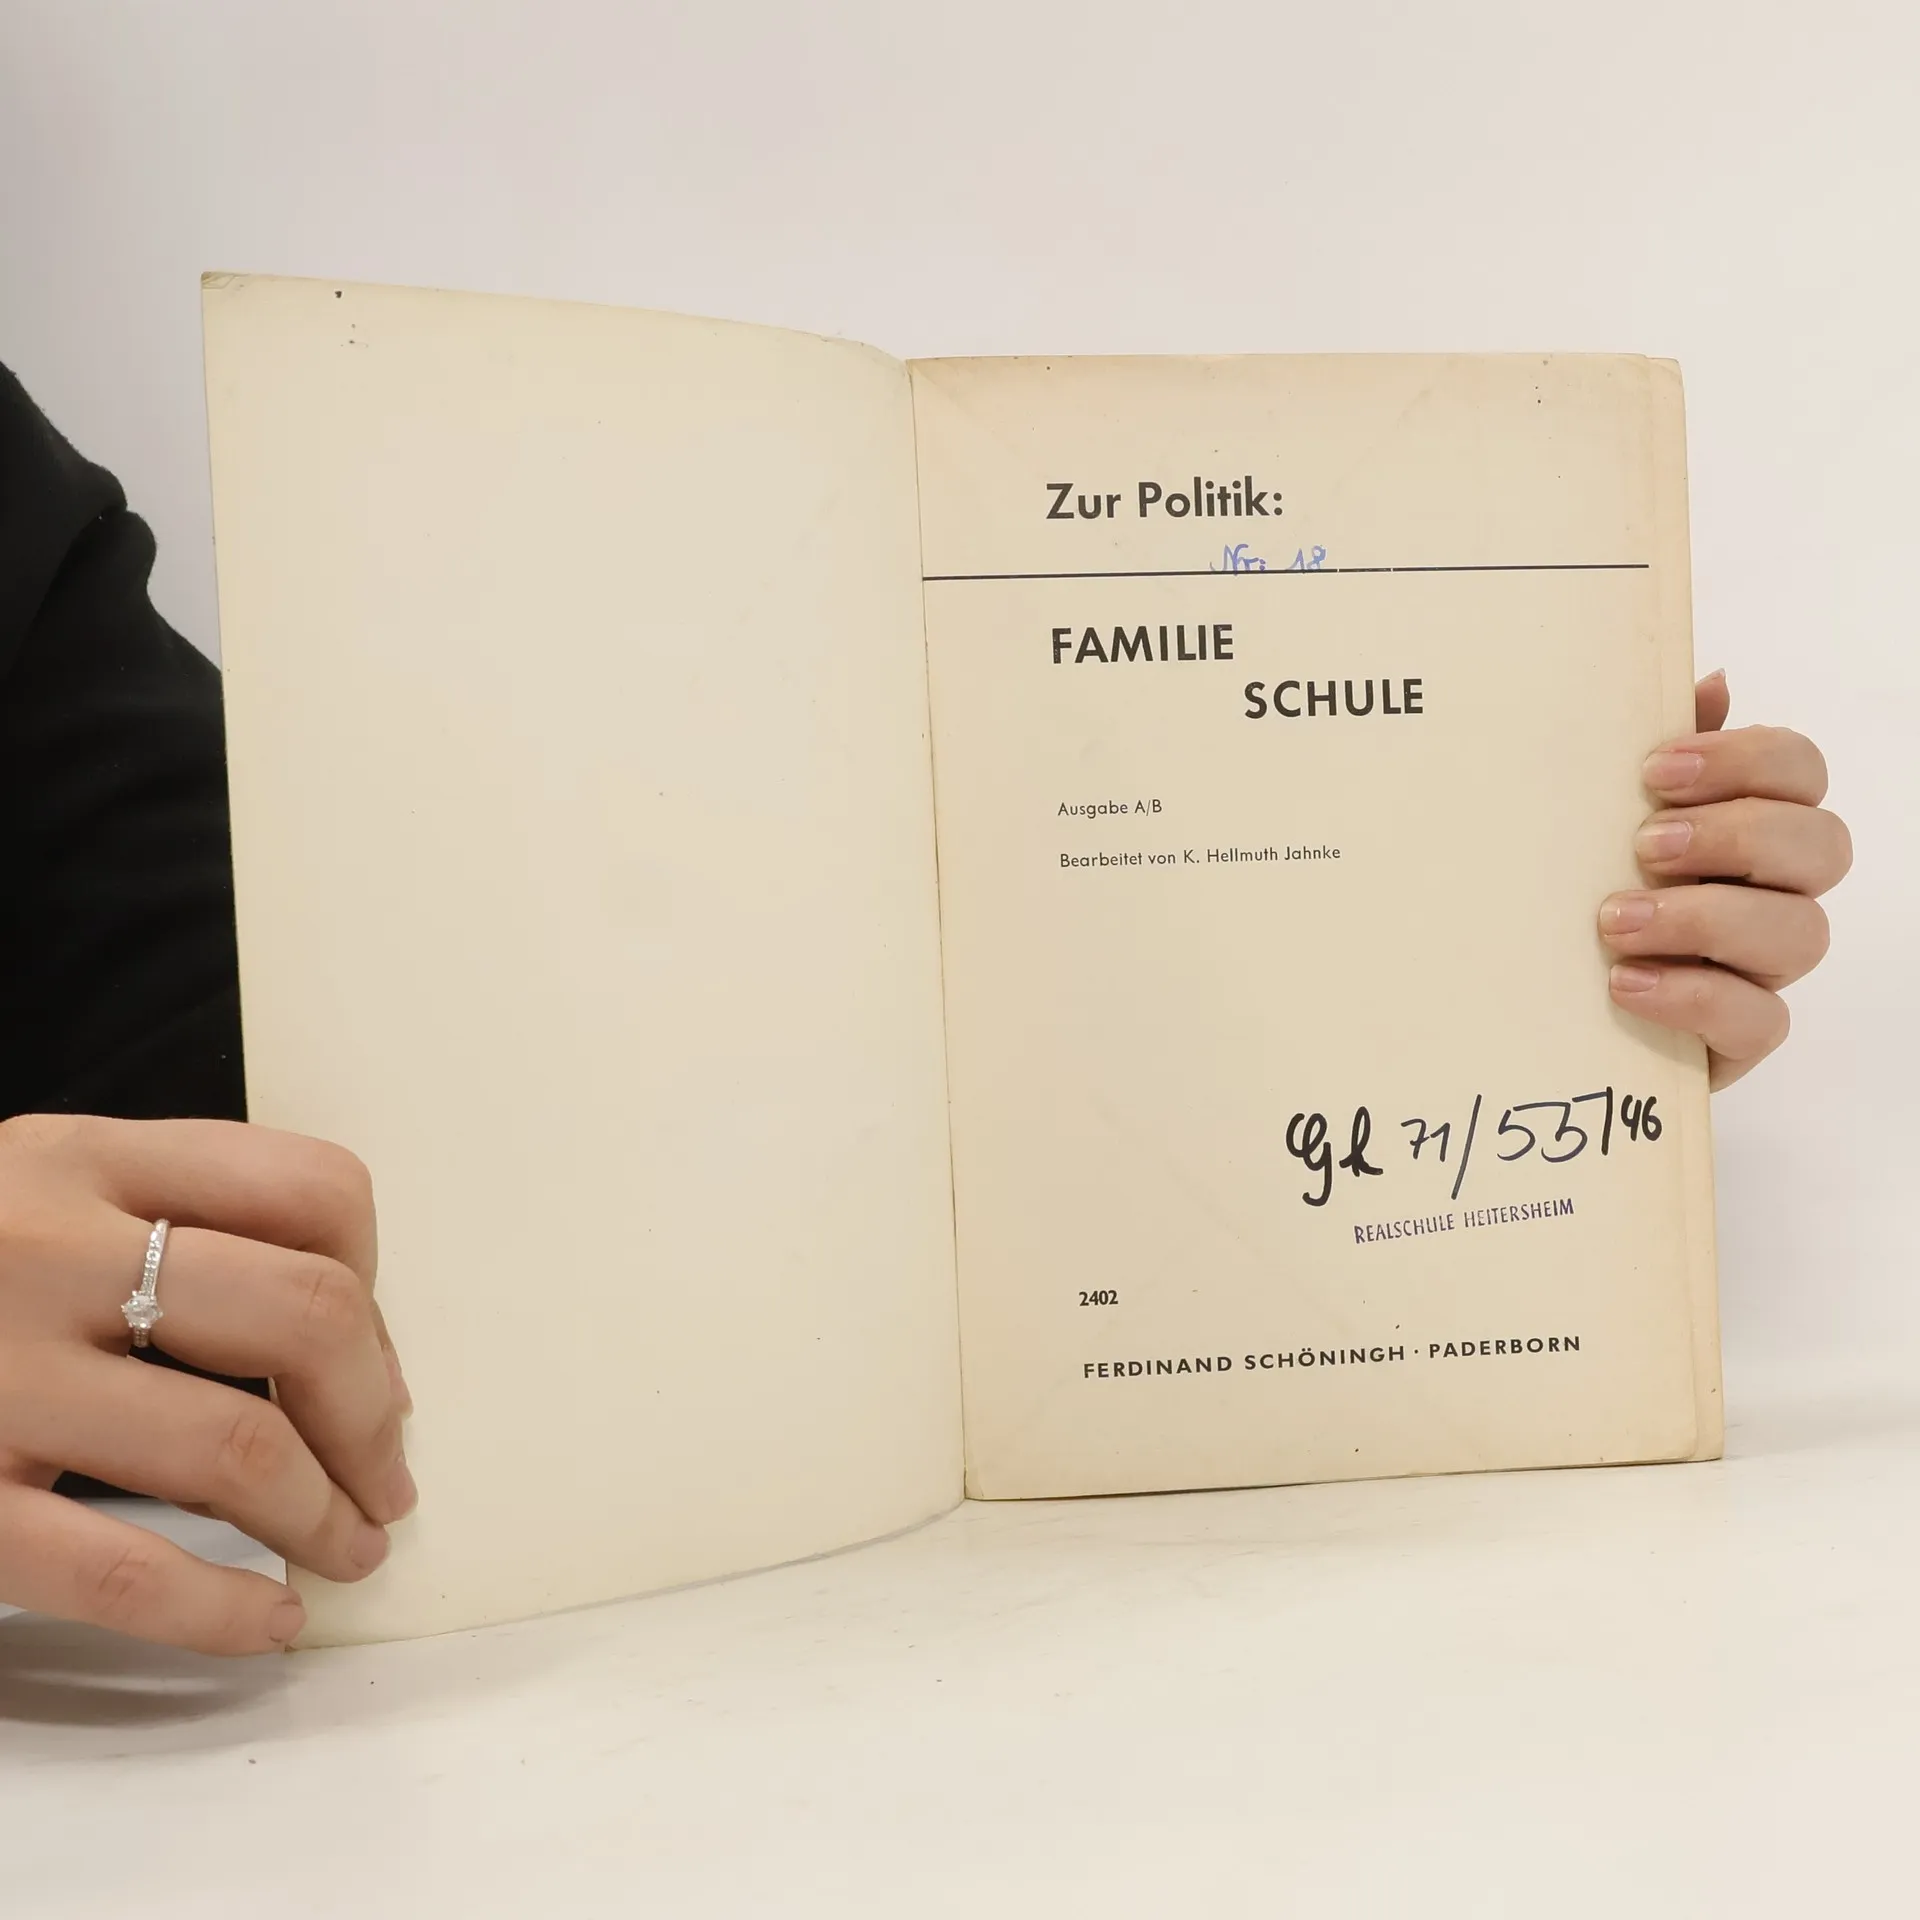 Zur Politik:
Nr: 18
FAMILIE
SCHULE
Ausgabe A/B
Bearbeitet von K. Hellmuth Jahnke
Gk 71/537/46
REALSCHULE HEITERSHEIM
2402
FERDINAND SCHÖNINGH · PADERBORN